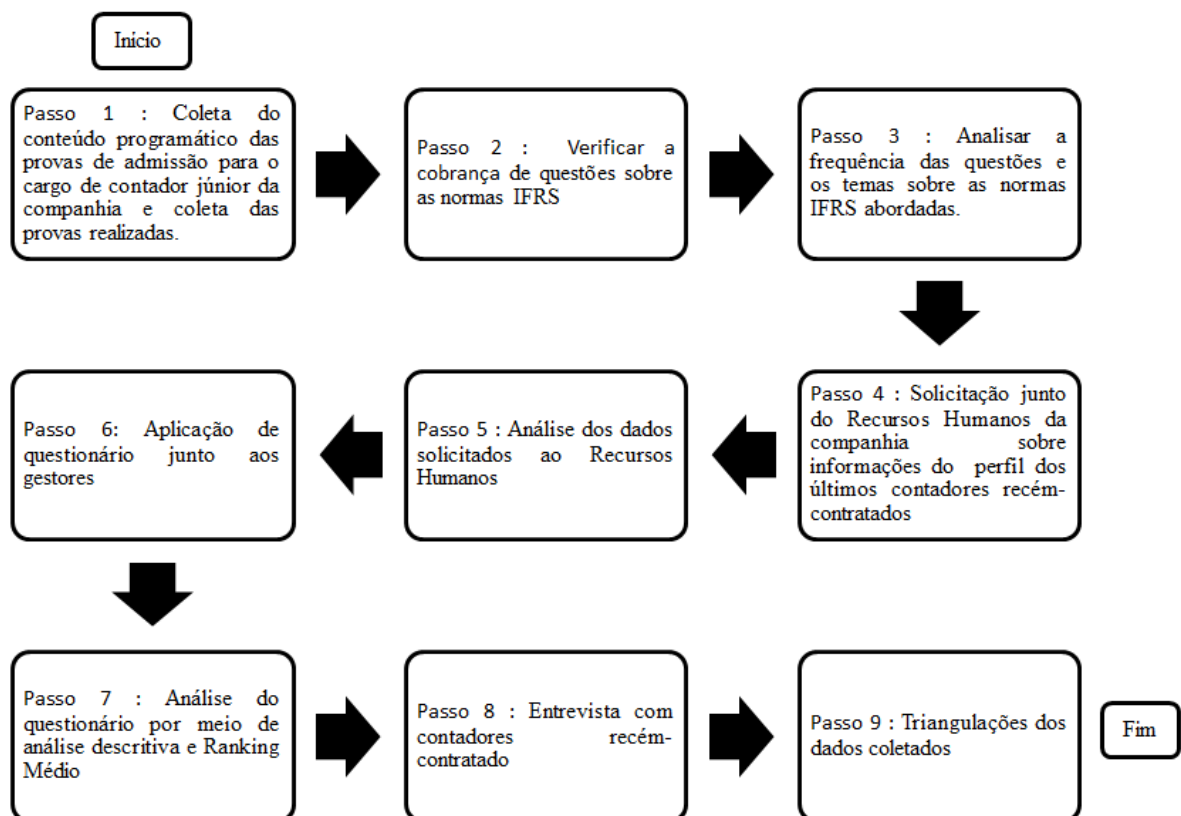 Início
Passo 1 : Coleta do
conteúdo programático das
provas de admissão para o
cargo de contador júnior da
companhia e coleta das
provas realizadas.
Passo 2 : Verificar a
cobrança de questões sobre
as normas IFRS
Passo 3 : Analisar a
frequência das questões e
os temas sobre as normas
IFRS abordadas.
Passo 4 : Solicitação junto
do Recursos Humanos da
companhia sobre
informações do perfil dos
últimos contadores recém-
contratados
Passo 5 : Análise dos dados
solicitados ao Recursos
Humanos
Passo 6: Aplicação de
questionário junto aos
gestores
Passo 7 : Análise do
questionário por meio de
análise descritiva e Ranking
Médio
Passo 8 : Entrevista com
contadores recém-
contratado
Passo 9 : Triangulações dos
dados coletados
Fim